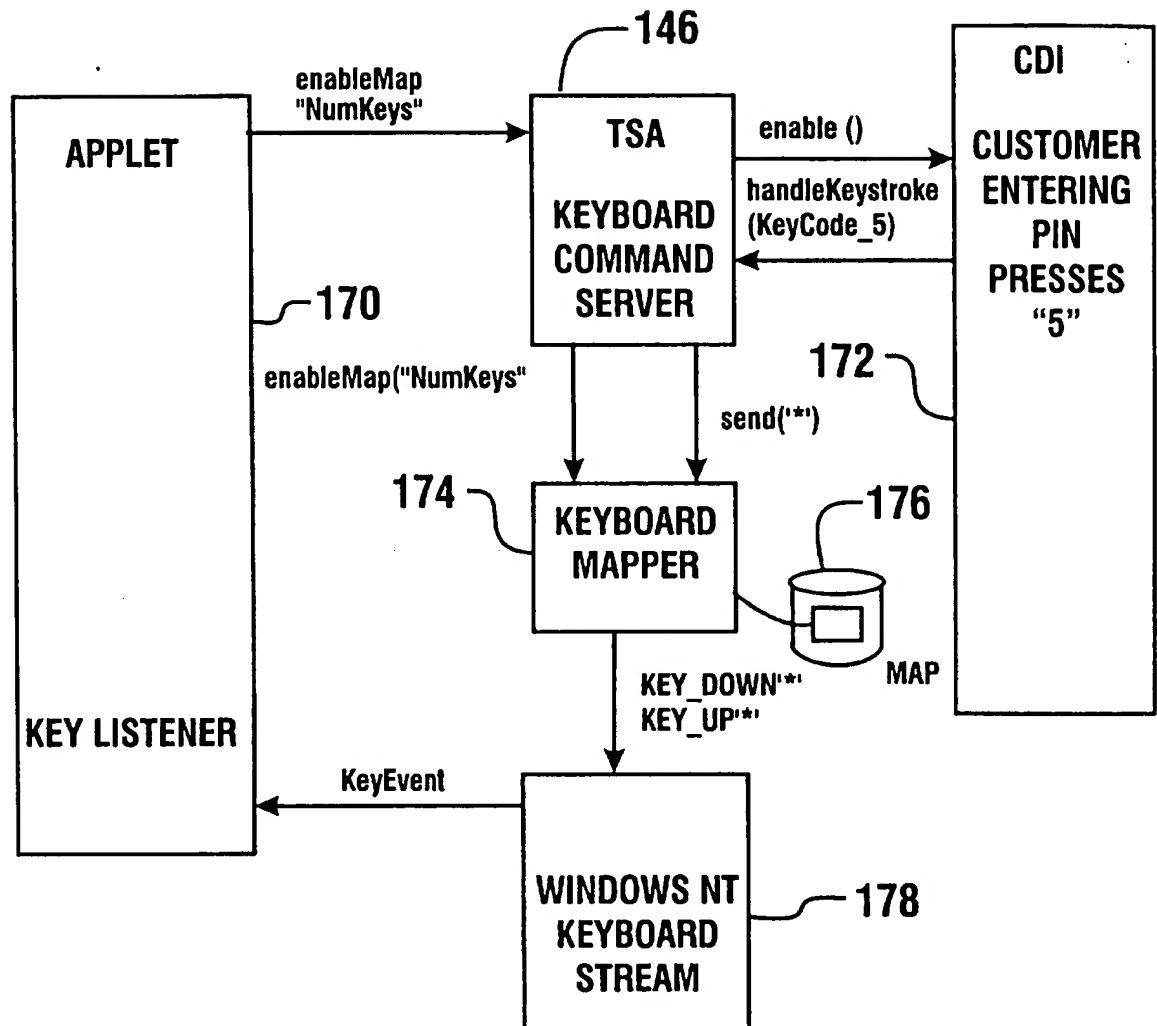 146
enableMap
"NumKeys"
APPLET
TSA
KEYBOARD
COMMAND
SERVER
enable ()
handleKeystroke
(KeyCode_5)
CDI
CUSTOMER
ENTERING
PIN
PRESSES
“5”
170
enableMap("NumKeys"
send('*')
172
174
KEYBOARD
MAPPER
176
MAP
KEY_DOWN'*'
KEY_UP'*'
KEY LISTENER
KeyEvent
WINDOWS NT
KEYBOARD
STREAM
178